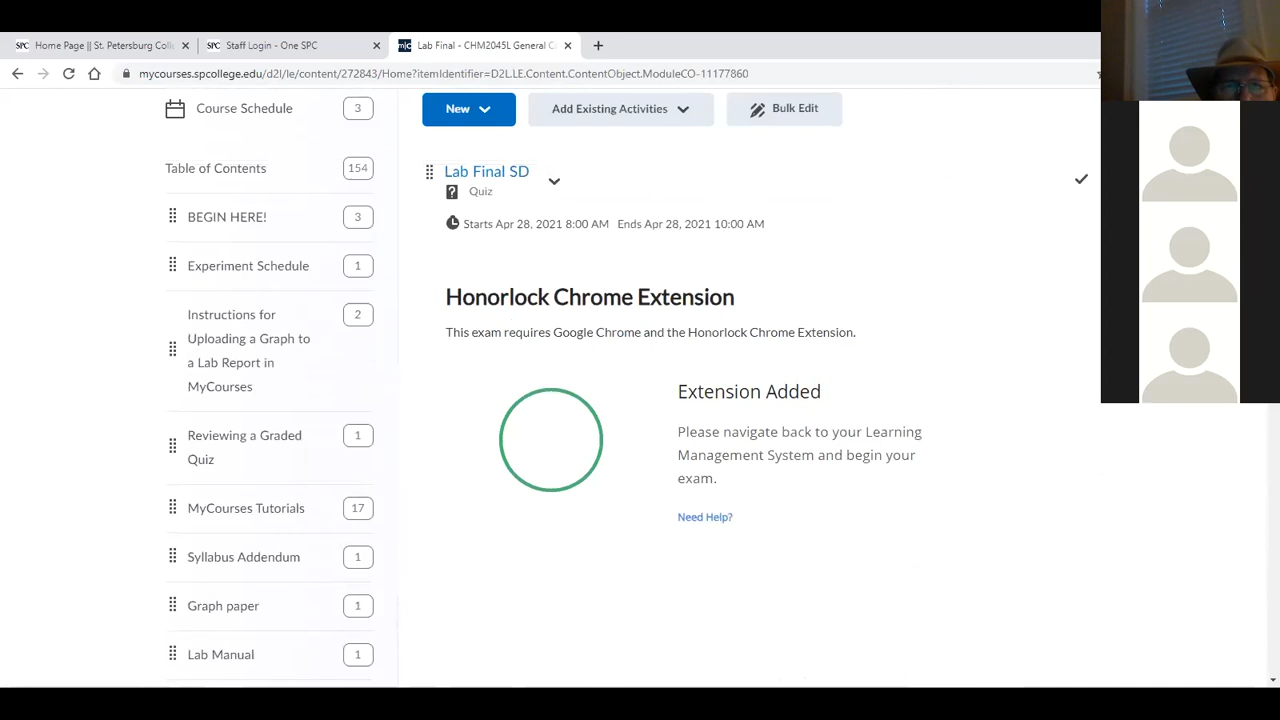 Home Page || St. Petersburg Coll
Staff Login - One SPC
Lab Final - CHM2045L General C
mycourses.spcollege.edu/d2l/le/content/272843/Home?itemIdentifier=D2L.LE.Content.ContentObject.ModuleCO-11177860
Course Schedule
3
Table of Contents
154
BEGIN HERE!
3
Experiment Schedule
1
Instructions for
Uploading a Graph to
a Lab Report in
MyCourses
2
Reviewing a Graded
Quiz
1
MyCourses Tutorials
17
Syllabus Addendum
1
Graph paper
1
Lab Manual
1
New
Add Existing Activities
Bulk Edit
Lab Final SD
Quiz
Starts Apr 28, 2021 8:00 AM Ends Apr 28, 2021 10:00 AM
Honorlock Chrome Extension
This exam requires Google Chrome and the Honorlock Chrome Extension.
Extension Added
Please navigate back to your Learning
Management System and begin your
exam.
Need Help?